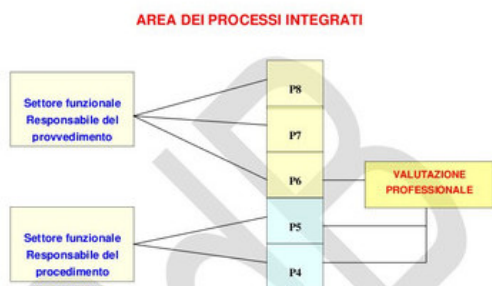 AREA DEI PROCESSI INTEGRATI
P8
Settore funzionale
Responsabile del
provvedimento
P7
P6
VALUTAZIONE
PROFESSIONALE
Settore funzionale
Responsabile del
procedimento
P5
P4